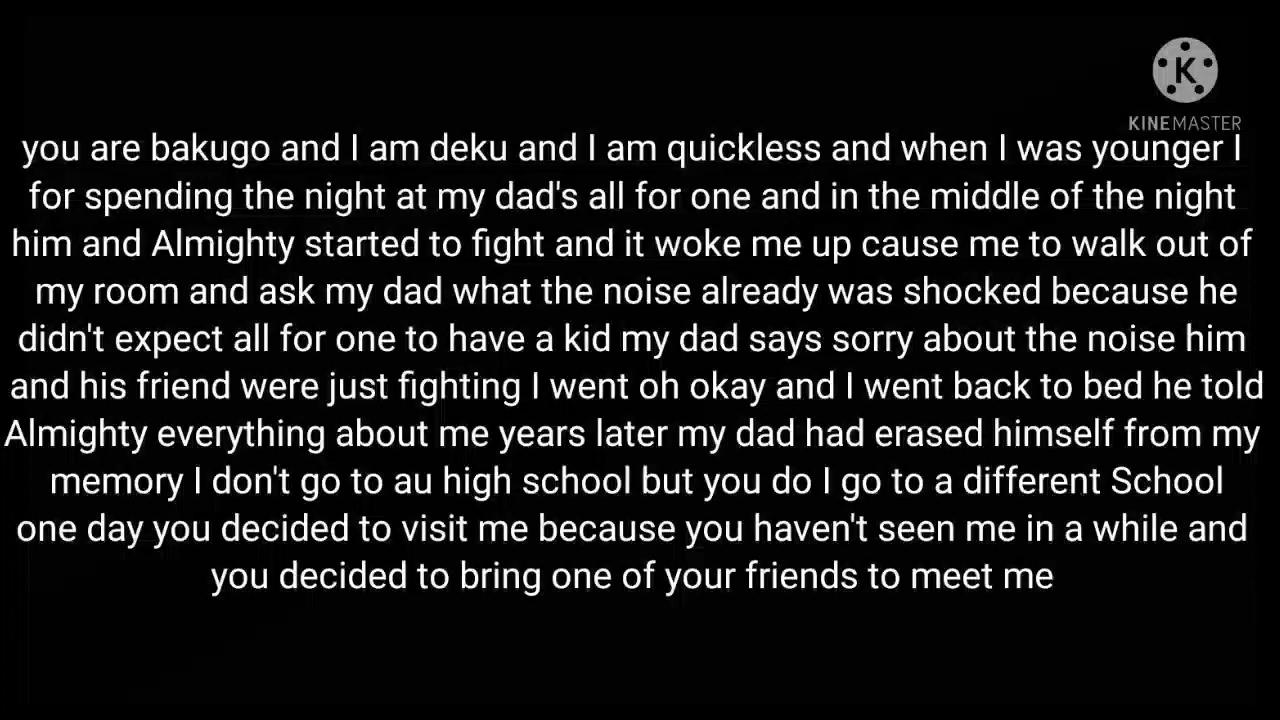 K
KINEMASTER
you are bakugo and I am deku and I am quickless and when I was younger I
for spending the night at my dad's all for one and in the middle of the night
him and Almighty started to fight and it woke me up cause me to walk out of
my room and ask my dad what the noise already was shocked because he
didn't expect all for one to have a kid my dad says sorry about the noise him
and his friend were just fighting I went oh okay and I went back to bed he told
Almighty everything about me years later my dad had erased himself from my
memory I don't go to au high school but you do I go to a different School
one day you decided to visit me because you haven't seen me in a while and
you decided to bring one of your friends to meet me